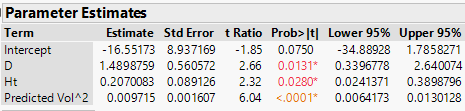 Parameter Estimates
Term Estimate Std Error t Ratio Prob>|t| Lower 95% Upper 95%
Intercept -16.55173 8.937169 -1.85 0.0750 -34.88928 1.7858271
D 1.4898759 0.560572 2.66 0.0131* 0.3396778 2.640074
Ht 0.2070083 0.089126 2.32 0.0280* 0.0241371 0.3898796
Predicted Vol^2 0.009715 0.001607 6.04 <.0001* 0.0064173 0.0130128